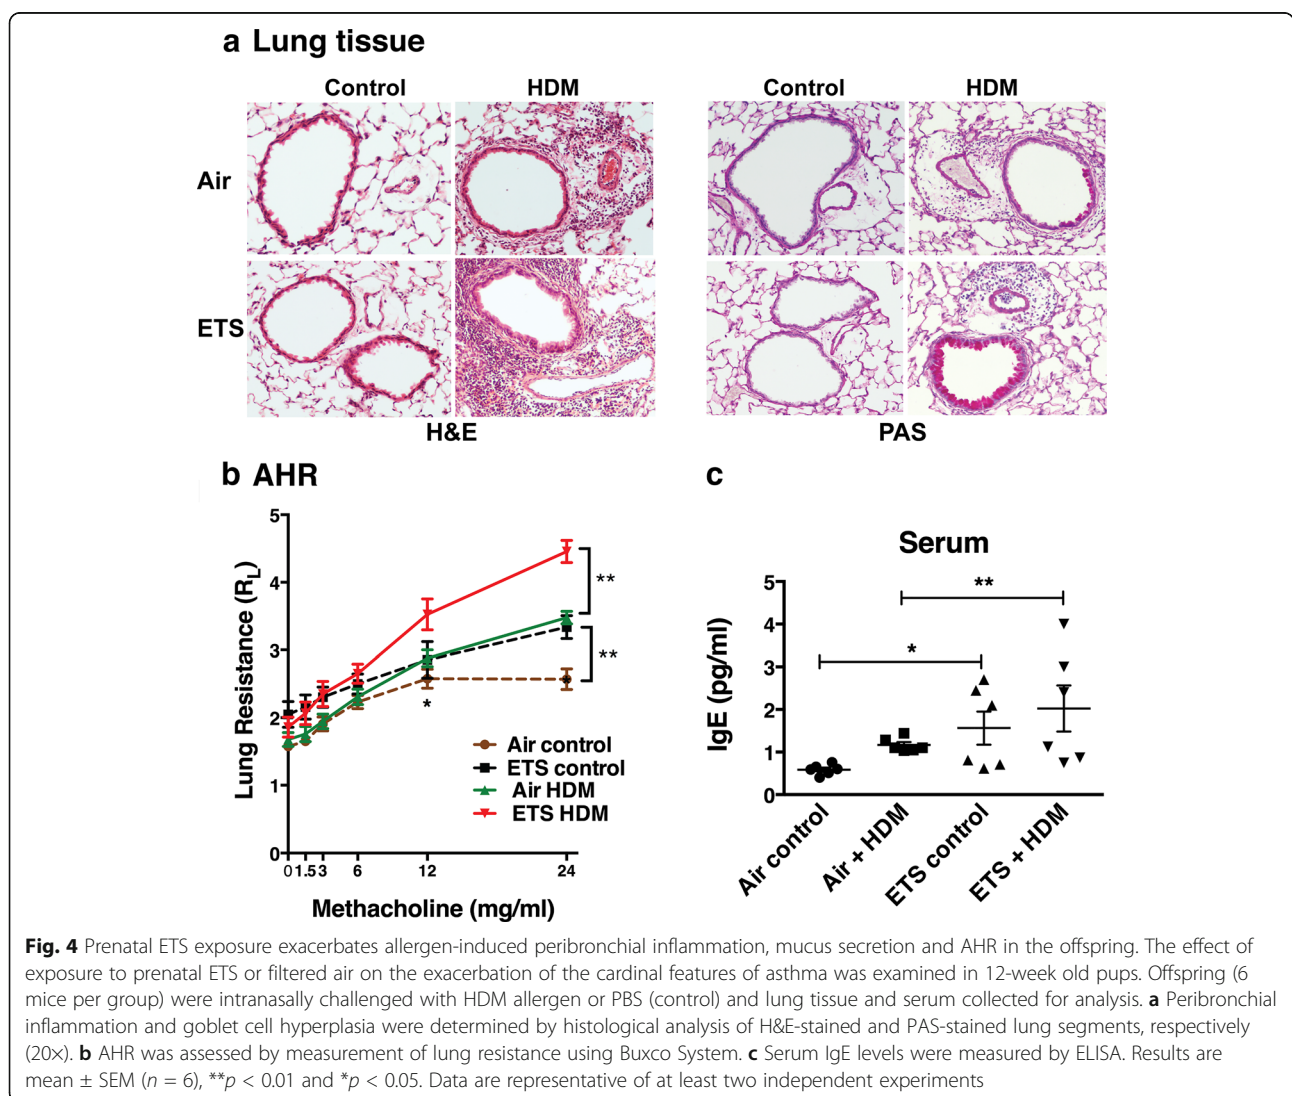 a Lung tissue
Control HDM Control HDM
Air
ETS
H&E PAS
b AHR
Lung Resistance (RL)
5
4
3
2
1
0
0 1.5 3 6 12 24
Methacholine (mg/ml)
**
**
*
Air control
ETS control
Air HDM
ETS HDM
c
Serum
IgE (pg/ml)
5
4
3
2
1
0
**
*
Air control
Air + HDM
ETS control
ETS + HDM
Fig. 4 Prenatal ETS exposure exacerbates allergen-induced peribronchial inflammation, mucus secretion and AHR in the offspring. The effect of
exposure to prenatal ETS or filtered air on the exacerbation of the cardinal features of asthma was examined in 12-week old pups. Offspring (6
mice per group) were intranasally challenged with HDM allergen or PBS (control) and lung tissue and serum collected for analysis. a Peribronchial
inflammation and goblet cell hyperplasia were determined by histological analysis of H&E-stained and PAS-stained lung segments, respectively
(20×). b AHR was assessed by measurement of lung resistance using Buxco System. c Serum IgE levels were measured by ELISA. Results are
mean ± SEM (n = 6), **p < 0.01 and *p < 0.05. Data are representative of at least two independent experiments